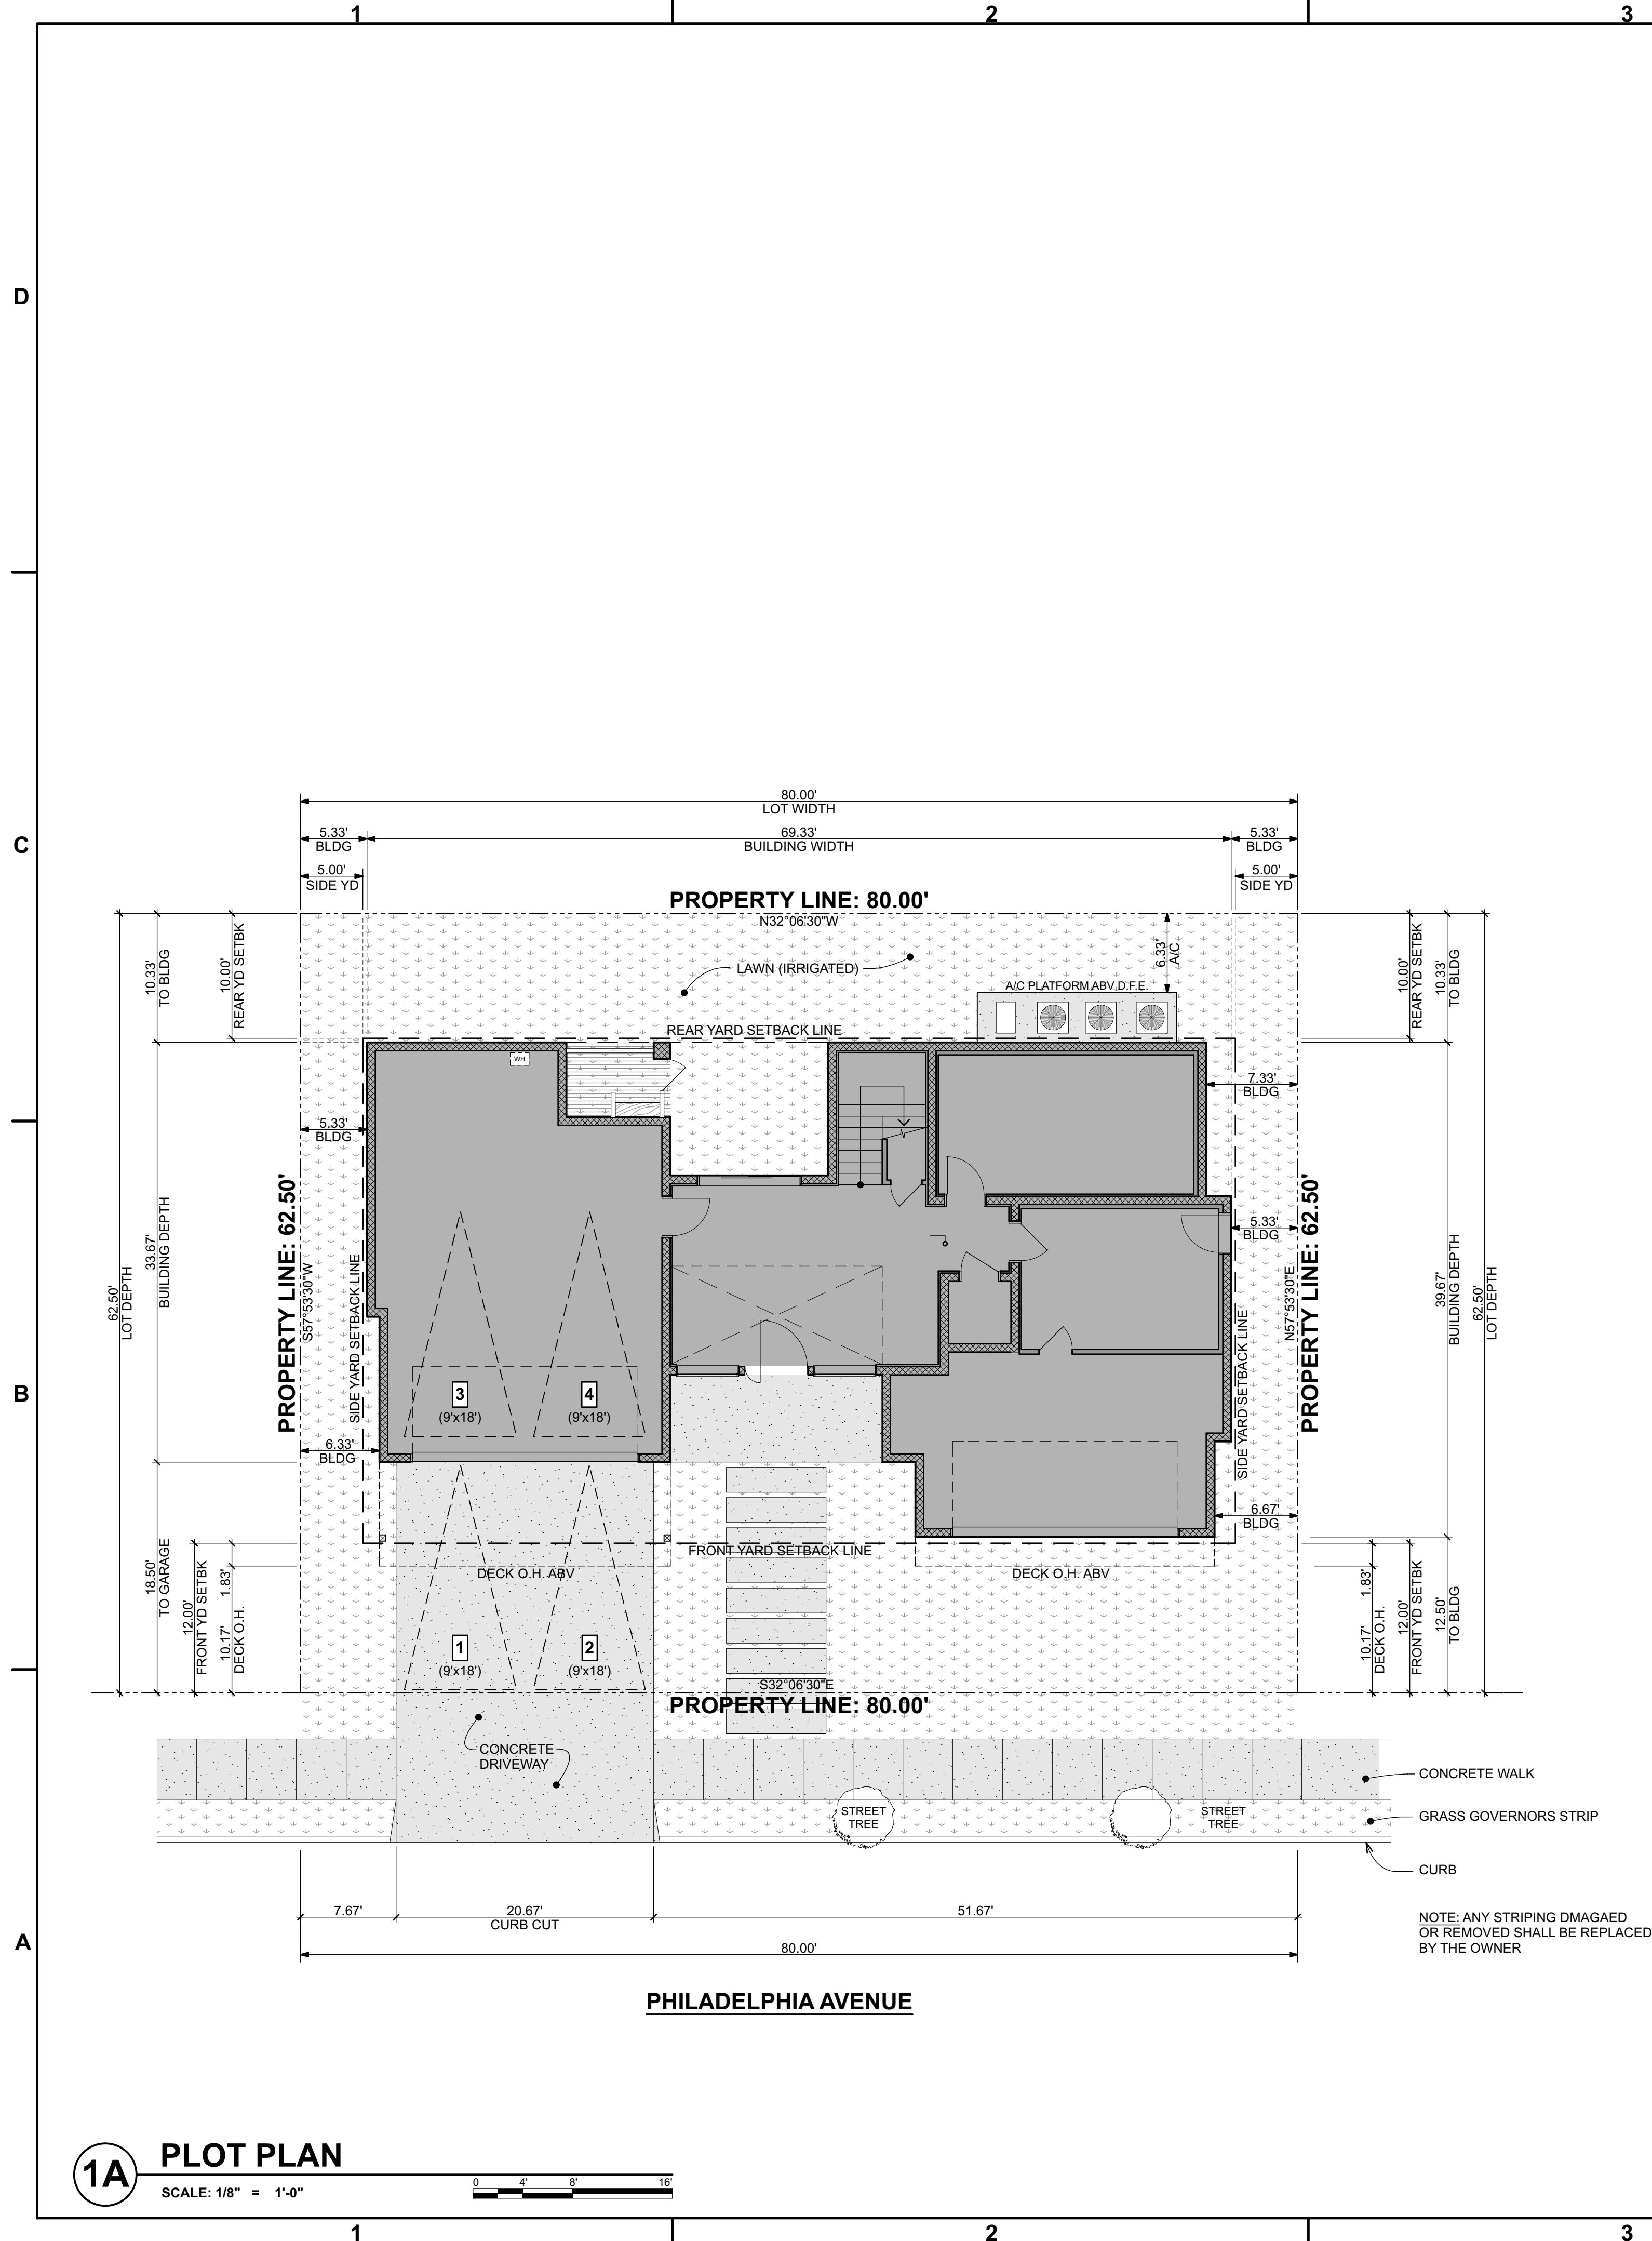 1
2
3
D
C
B
A
80.00'
LOT WIDTH
5.33'
BLDG
69.33'
BUILDING WIDTH
5.33'
BLDG
5.00'
SIDE YD
5.00'
SIDE YD
PROPERTY LINE: 80.00'
N32°06'30"W
LAWN (IRRIGATED)
6.33'
A/C
A/C PLATFORM ABV D.F.E.
REAR YARD SETBACK LINE
10.33'
TO BLDG
10.00'
REAR YD SETBK
10.00'
REAR YD SETBK
10.33'
TO BLDG
WH
7.33'
BLDG
5.33'
BLDG
5.33'
BLDG
62.50'
LOT DEPTH
33.67'
BUILDING DEPTH
PROPERTY LINE: 62.50'
S57°53'30"W
SIDE YARD SETBACK LINE
SIDE YARD SETBACK LINE
N57°53'30"E
PROPERTY LINE: 62.50'
39.67'
BUILDING DEPTH
62.50'
LOT DEPTH
3
(9'x18')
4
(9'x18')
6.33'
BLDG
6.67'
BLDG
FRONT YARD SETBACK LINE
DECK O.H. ABV
DECK O.H. ABV
18.50'
TO GARAGE
12.00'
FRONT YD SETBK
1.83'
10.17'
DECK O.H.
1.83'
10.17'
DECK O.H.
12.00'
FRONT YD SETBK
12.50'
TO BLDG
1
(9'x18')
2
(9'x18')
S32°06'30"E
PROPERTY LINE: 80.00'
CONCRETE
DRIVEWAY
CONCRETE WALK
STREET
TREE
STREET
TREE
GRASS GOVERNORS STRIP
CURB
7.67'
20.67'
CURB CUT
51.67'
80.00'
NOTE: ANY STRIPING DMAGAED
OR REMOVED SHALL BE REPLACED
BY THE OWNER
PHILADELPHIA AVENUE
1A
PLOT PLAN
SCALE: 1/8" = 1'-0"
0 4' 8' 16'
1
2
3